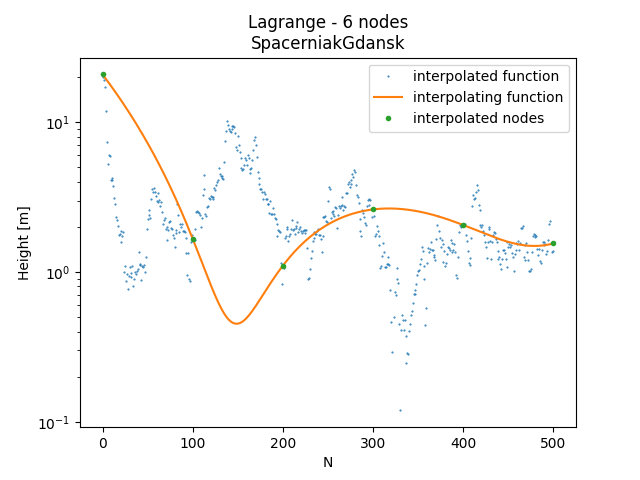 Lagrange - 6 nodes
SpacerniakGdansk
interpolated function
interpolating function
interpolated nodes
10¹
10⁰
10⁻¹
Height [m]
0 100 200 300 400 500
N